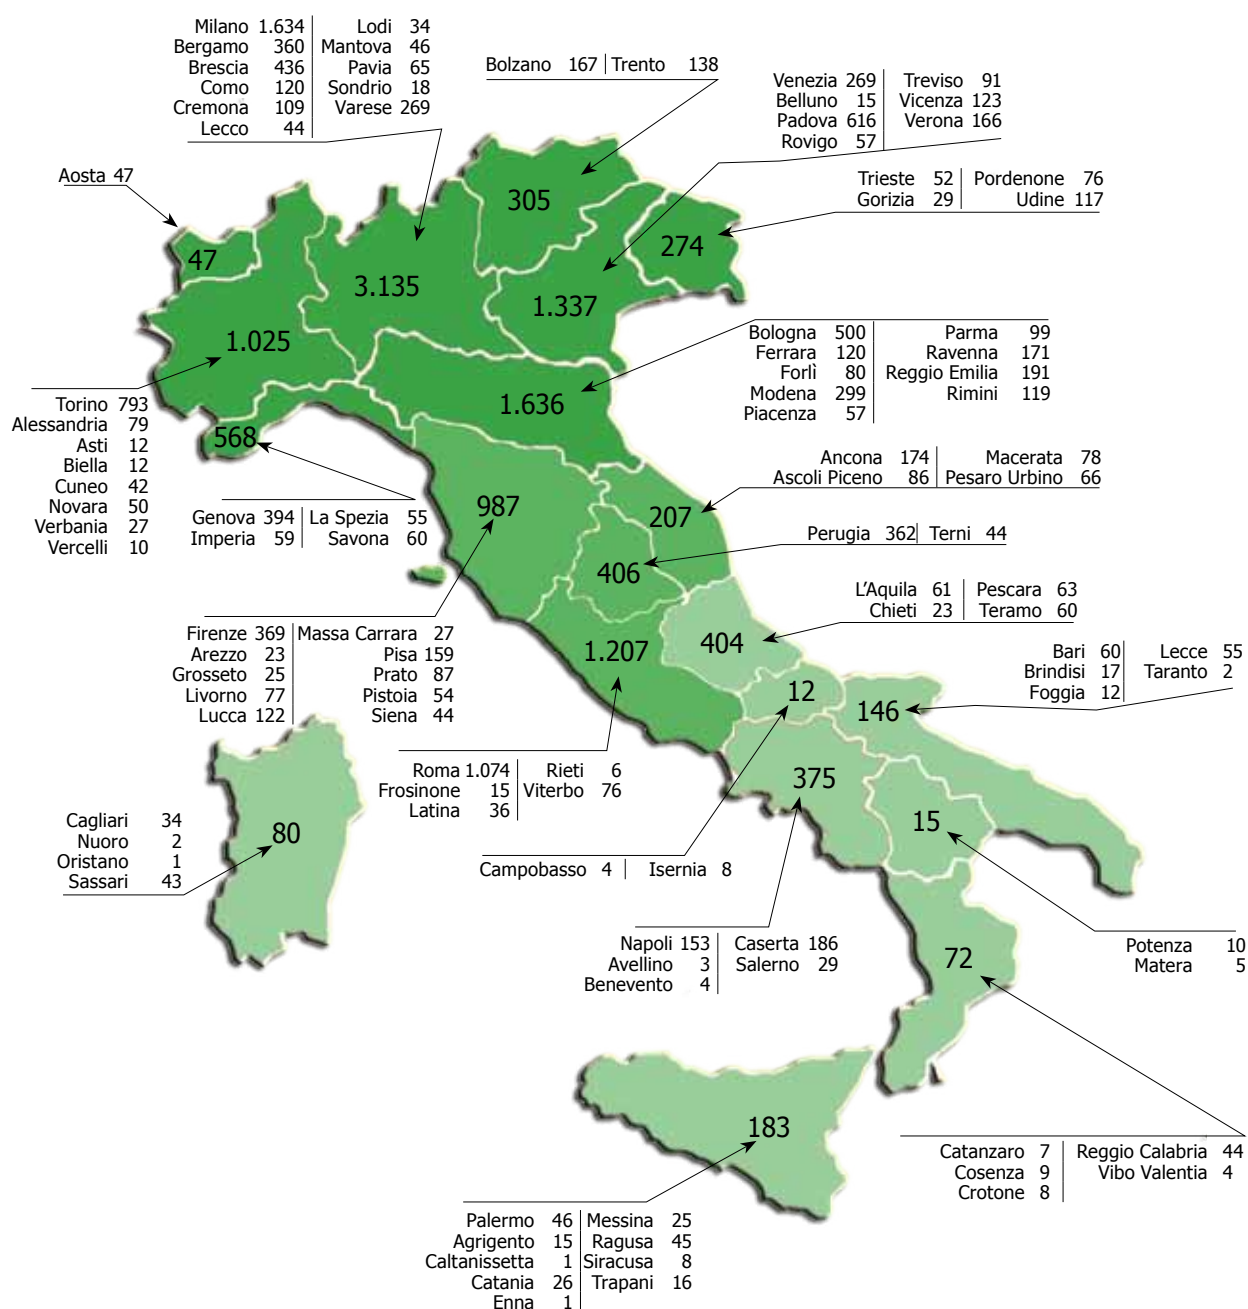 Milano 1.634 Lodi 34
Bergamo 360 Mantova 46
Brescia 436 Pavia 65
Como 120 Sondrio 18
Cremona 109 Varese 269
Lecco 44
Bolzano 167 Trento 138
Venezia 269 Treviso 91
Belluno 15 Vicenza 123
Padova 616 Verona 166
Rovigo 57
Aosta 47
Trieste 52 Pordenone 76
Gorizia 29 Udine 117
305
274
47
3.135
1.337
1.025
Bologna 500 Parma 99
Ferrara 120 Ravenna 171
Forlì 80 Reggio Emilia 191
Modena 299 Rimini 119
Piacenza 57
1.636
568
Torino 793
Alessandria 79
Asti 12
Biella 12
Cuneo 42
Novara 50
Verbania 27
Vercelli 10
Ancona 174 Macerata 78
Ascoli Piceno 86 Pesaro Urbino 66
Genova 394 La Spezia 55
Imperia 59 Savona 60
987
207
Perugia 362 Terni 44
406
L'Aquila 61 Pescara 63
Chieti 23 Teramo 60
Firenze 369 Massa Carrara 27
Arezzo 23 Pisa 159
Grosseto 25 Prato 87
Livorno 77 Pistoia 54
Lucca 122 Siena 44
404
1.207
Bari 60 Lecce 55
Brindisi 17 Taranto 2
Foggia 12
12
146
Roma 1.074 Rieti 6
Frosinone 15 Viterbo 76
Latina 36
375
Cagliari 34
Nuoro 2
Oristano 1
Sassari 43
80
15
Campobasso 4 Isernia 8
Napoli 153 Caserta 186
Avellino 3 Salerno 29
Benevento 4
Potenza 10
Matera 5
72
183
Catanzaro 7 Reggio Calabria 44
Cosenza 9 Vibo Valentia 4
Crotone 8
Palermo 46 Messina 25
Agrigento 15 Ragusa 45
Caltanissetta 1 Siracusa 8
Catania 26 Trapani 16
Enna 1